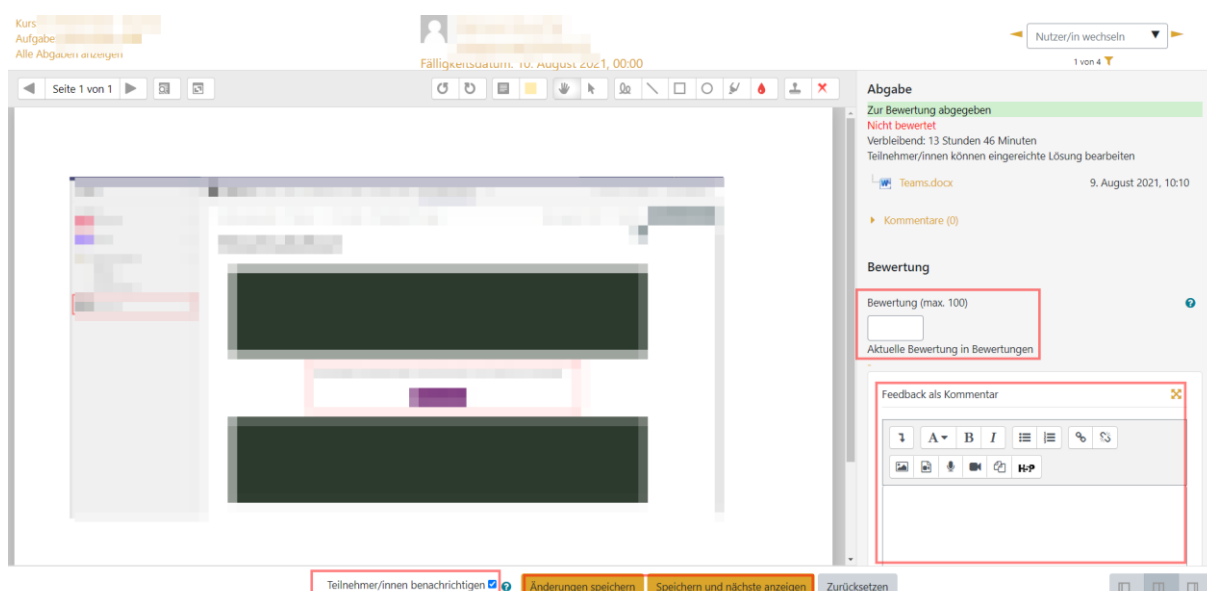 Kurs
Aufgabe
Alle Abgaben anzeigen
Fälligkeitsdatum: 10. August 2021, 00:00
Nutzer/in wechseln
1 von 4
Seite 1 von 1
Abgabe
Zur Bewertung abgegeben
Nicht bewertet
Verbleibend: 13 Stunden 46 Minuten
Teilnehmer/innen können eingereichte Lösung bearbeiten
Teams.docx 9. August 2021, 10:10
Kommentare (0)
Bewertung
Bewertung (max. 100)
Aktuelle Bewertung in Bewertungen
-
Feedback als Kommentar
A B I
H-P
Teilnehmer/innen benachrichtigen Änderungen speichern Speichern und nächste anzeigen Zurücksetzen